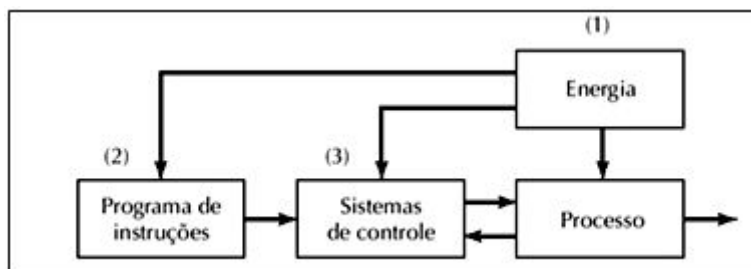 (1)
Energia
(2)
(3)
Programa de
instruções
Sistemas
de controle
Processo